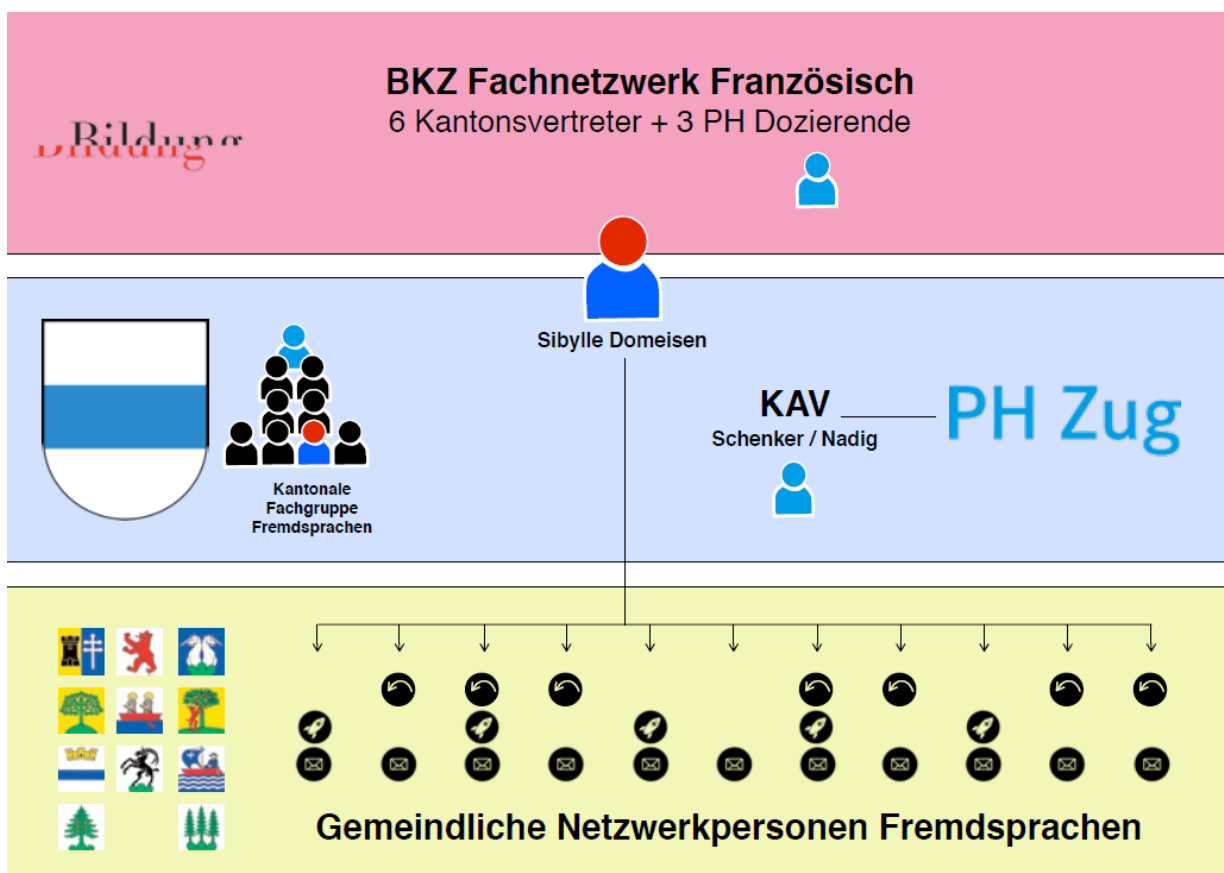 BKZ Fachnetzwerk Französisch
6 Kantonsvertreter + 3 PH Dozierende
Bildung
Sibylle Domeisen
KAV
Schenker / Nadig
PH Zug
Kantonale
Fachgruppe
Fremdsprachen
Gemeindliche Netzwerkpersonen Fremdsprachen